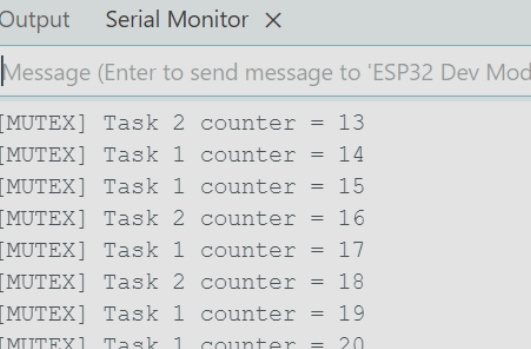 Output Serial Monitor ×
Message (Enter to send message to 'ESP32 Dev Mod
[MUTEX] Task 2 counter = 13
[MUTEX] Task 1 counter = 14
[MUTEX] Task 1 counter = 15
[MUTEX] Task 2 counter = 16
[MUTEX] Task 1 counter = 17
[MUTEX] Task 2 counter = 18
[MUTEX] Task 1 counter = 19
[MUTEX] Task 1 counter = 20